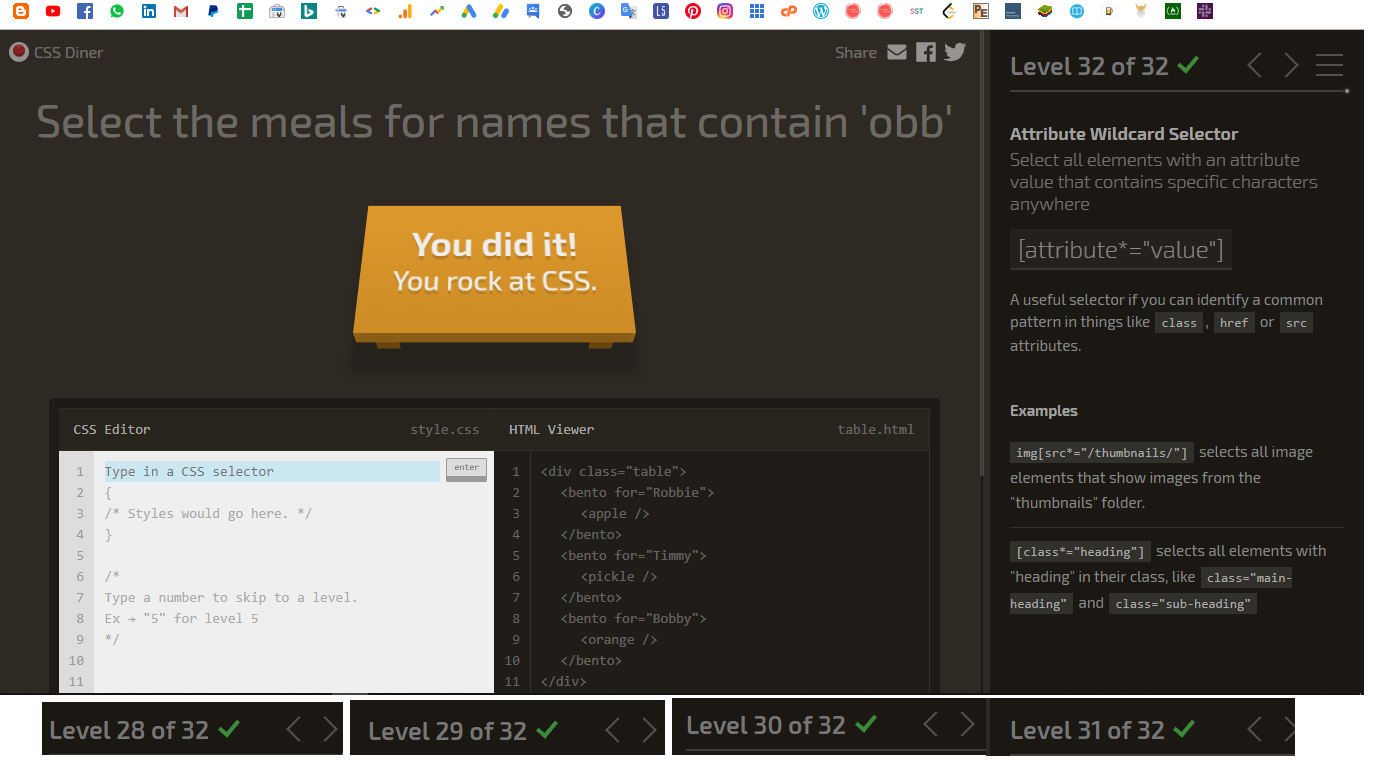 CSS Diner
Share
Select the meals for names that contain 'obb'
You did it!
You rock at CSS.
CSS Editor style.css
1 Type in a CSS selector enter
2 {
3 /* Styles would go here. */
4 }
5
6 /*
7 Type a number to skip to a level.
8 Ex → "5" for level 5
9 */
10
11
HTML Viewer table.html
1 <div class="table">
2 <bento for="Robbie">
3 <apple />
4 </bento>
5 <bento for="Timmy">
6 <pickle />
7 </bento>
8 <bento for="Bobby">
9 <orange />
10 </bento>
11 </div>
Level 32 of 32
Attribute Wildcard Selector
Select all elements with an attribute
value that contains specific characters
anywhere
[attribute*="value"]
A useful selector if you can identify a common
pattern in things like class , href or src
attributes.
Examples
img[src*="/thumbnails/"] selects all image
elements that show images from the
"thumbnails" folder.
[class*="heading"] selects all elements with
"heading" in their class, like class="main-
heading" and class="sub-heading"
Level 28 of 32
Level 29 of 32
Level 30 of 32
Level 31 of 32